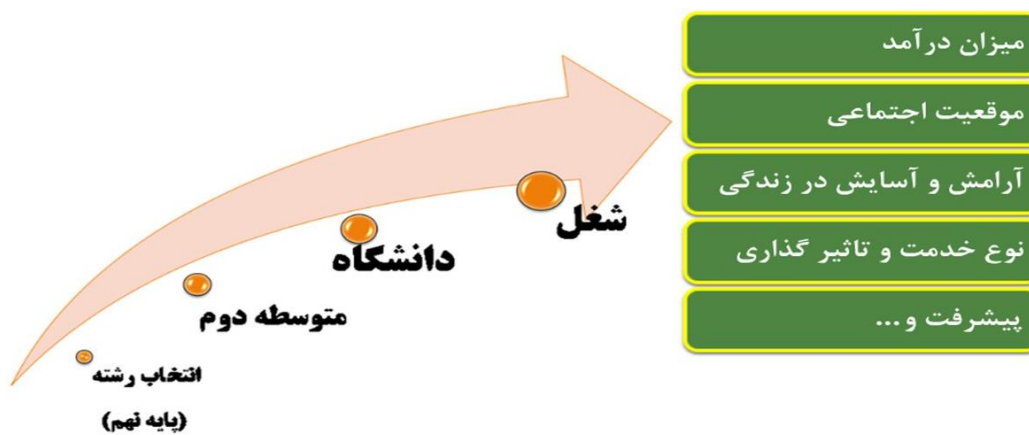 میزان درآمد
موقعیت اجتماعی
آرامش و آسایش در زندگی
نوع خدمت و تاثیر گذاری
پیشرفت و...
شغل
دانشگاه
متوسطه دوم
انتخاب رشته
(پایه نهم)